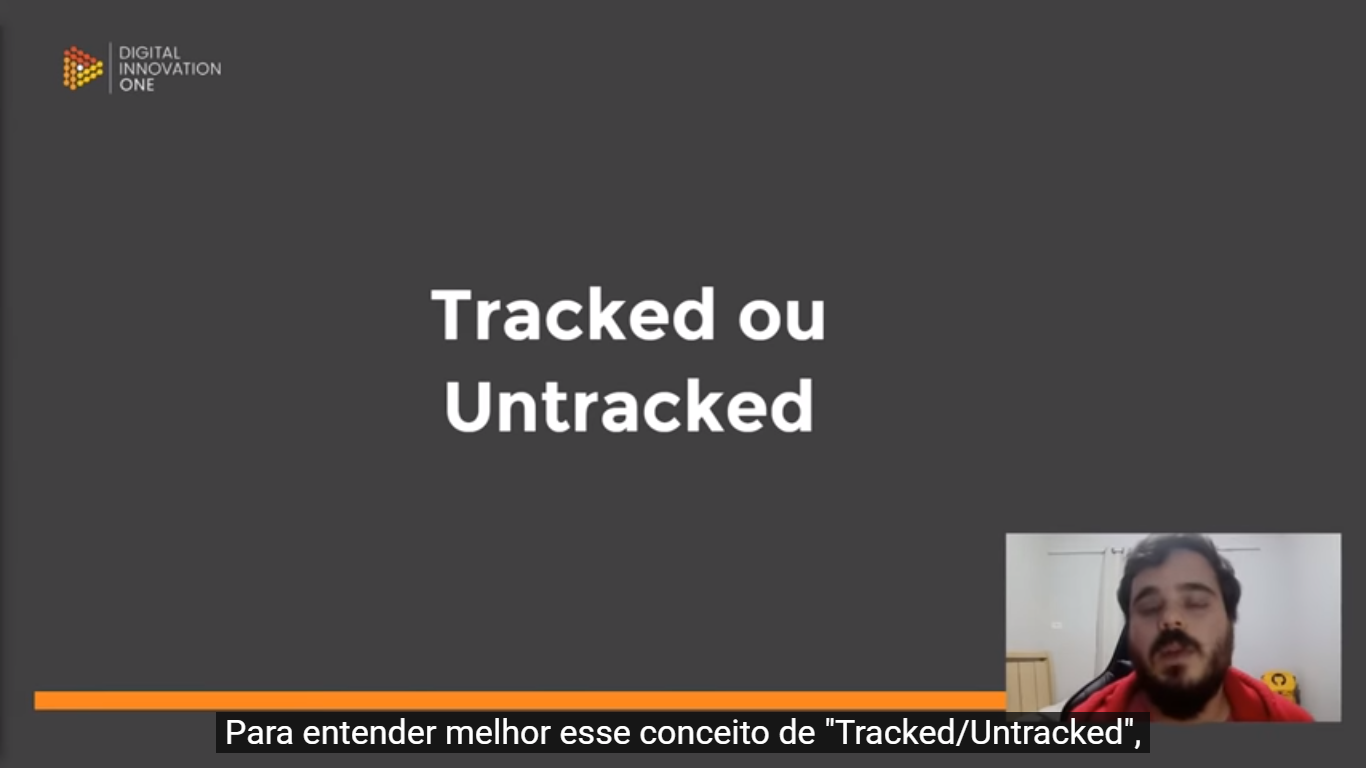 DIGITAL
INNOVATION
ONE
Tracked ou
Untracked
Para entender melhor esse conceito de "Tracked/Untracked",